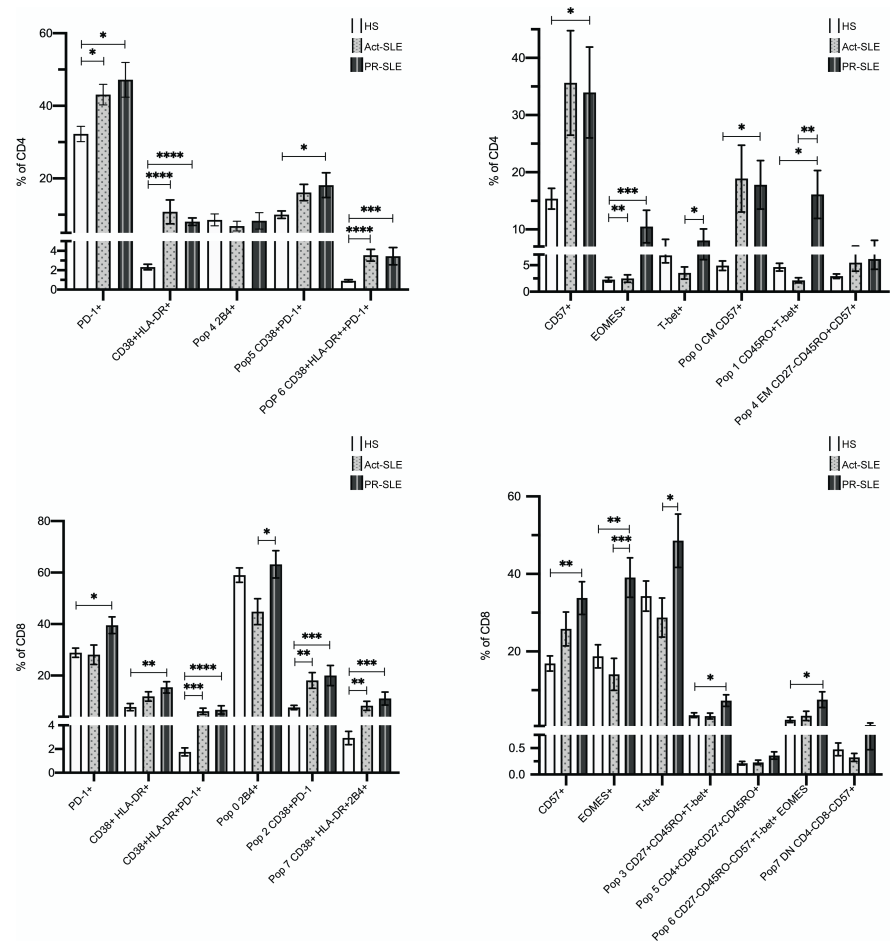 HS
Act-SLE
PR-SLE
% of CD4
60
40
20
4
2
0
*
*
****
****
*
***
****
PD-1+
CD38+HLA-DR+
Pop 4 2B4+
Pop5 CD38+PD-1+
POP 6 CD38+HLA-DR++PD-1+
HS
Act-SLE
PR-SLE
% of CD4
40
30
20
10
5
0
*
***
**
*
*
**
*
CD57+
EOMES+
T-bet+
Pop 0 CM CD57+
Pop 1 CD45RO+T-bet+
Pop 4 EM CD27-CD45RO+CD57+
HS
Act-SLE
PR-SLE
% of CD8
80
60
40
20
4
2
0
*
**
****
***
*
***
**
***
**
PD-1+
CD38+ HLA-DR+
CD38+HLA-DR+PD-1+
Pop 0 2B4+
Pop 2 CD38+PD-1
Pop 7 CD38+ HLA-DR+2B4+
HS
Act-SLE
PR-SLE
% of CD8
60
40
20
0.5
0.0
**
**
***
*
*
*
CD57+
EOMES+
T-bet+
Pop 3 CD27+CD45RO+T-bet+
Pop 5 CD4+CD8+CD27+CD45RO+
Pop 6 CD27-CD45RO-CD57+T-bet+ EOMES
Pop7 DN CD4-CD8-CD57+